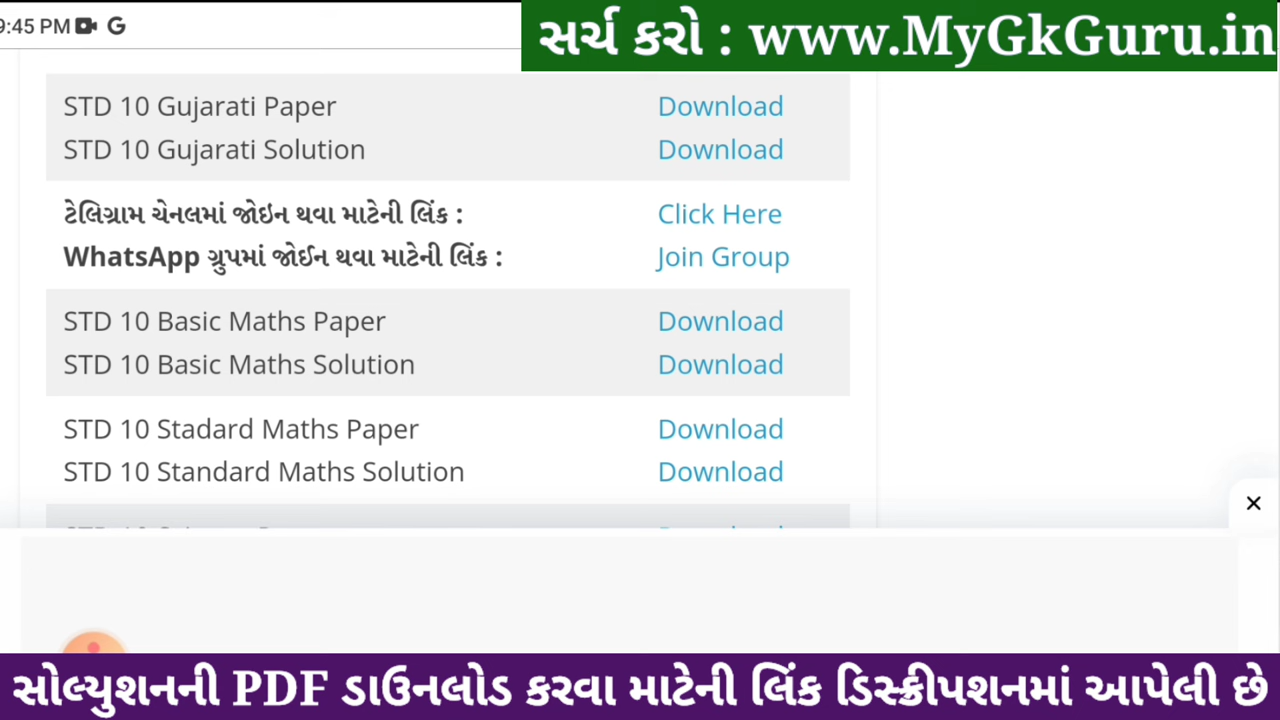 9:45 PM
સર્ચ કરો : www.MyGkGuru.in
STD 10 Gujarati Paper Download
STD 10 Gujarati Solution Download
ટેલિગ્રામ ચેનલમાં જોઇન થવા માટેની લિંક : Click Here
WhatsApp ગ્રુપમાં જોઈન થવા માટેની લિંક : Join Group
STD 10 Basic Maths Paper Download
STD 10 Basic Maths Solution Download
STD 10 Stadard Maths Paper Download
STD 10 Standard Maths Solution Download
સોલ્યુશનની PDF ડાઉનલોડ કરવા માટેની લિંક ડિસ્ક્રીપશનમાં આપેલી છે